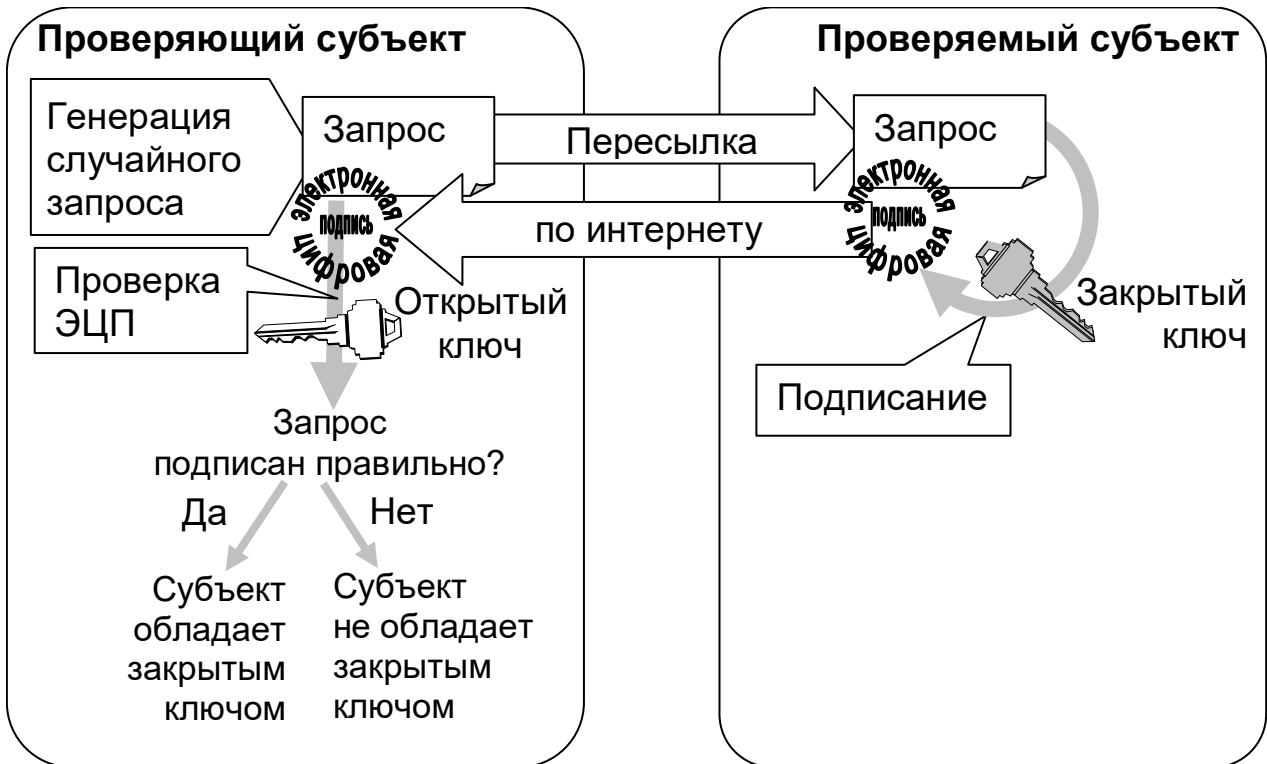 Проверяющий субъект
Генерация
случайного
запроса
Запрос
электронная
подпись
цифровая
Проверка
ЭЦП
Открытый
ключ
Запрос
подписан правильно?
Да
Нет
Субъект
обладает
закрытым
ключом
Субъект
не обладает
закрытым
ключом
Пересылка
по интернету
Проверяемый субъект
Запрос
электронная
подпись
цифровая
Закрытый
ключ
Подписание